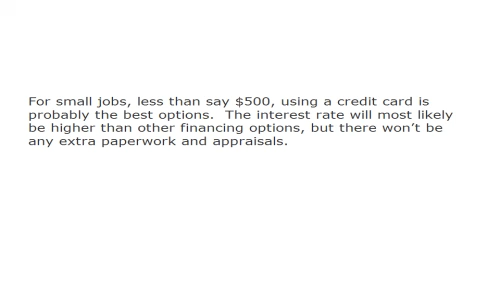 For small jobs, less than say $500, using a credit card is
probably the best options.  The interest rate will most likely
be higher than other financing options, but there won’t be
any extra paperwork and appraisals.